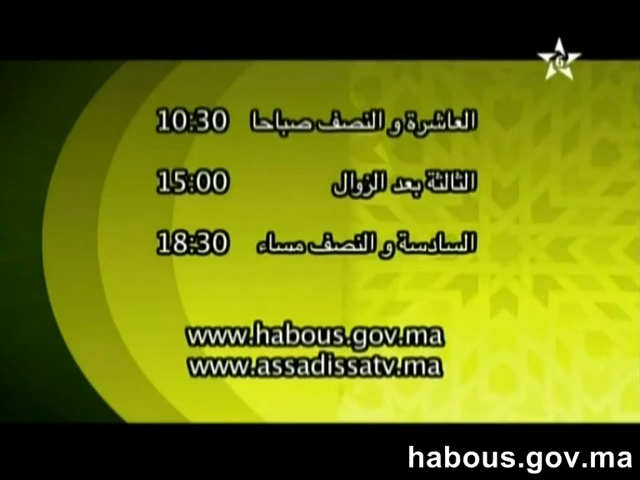 6
العاشرة و النصف صباحا 10:30
الثالثة بعد الزوال 15:00
السادسة و النصف مساء 18:30
www.habous.gov.ma
www.assadissatv.ma
habous.gov.ma